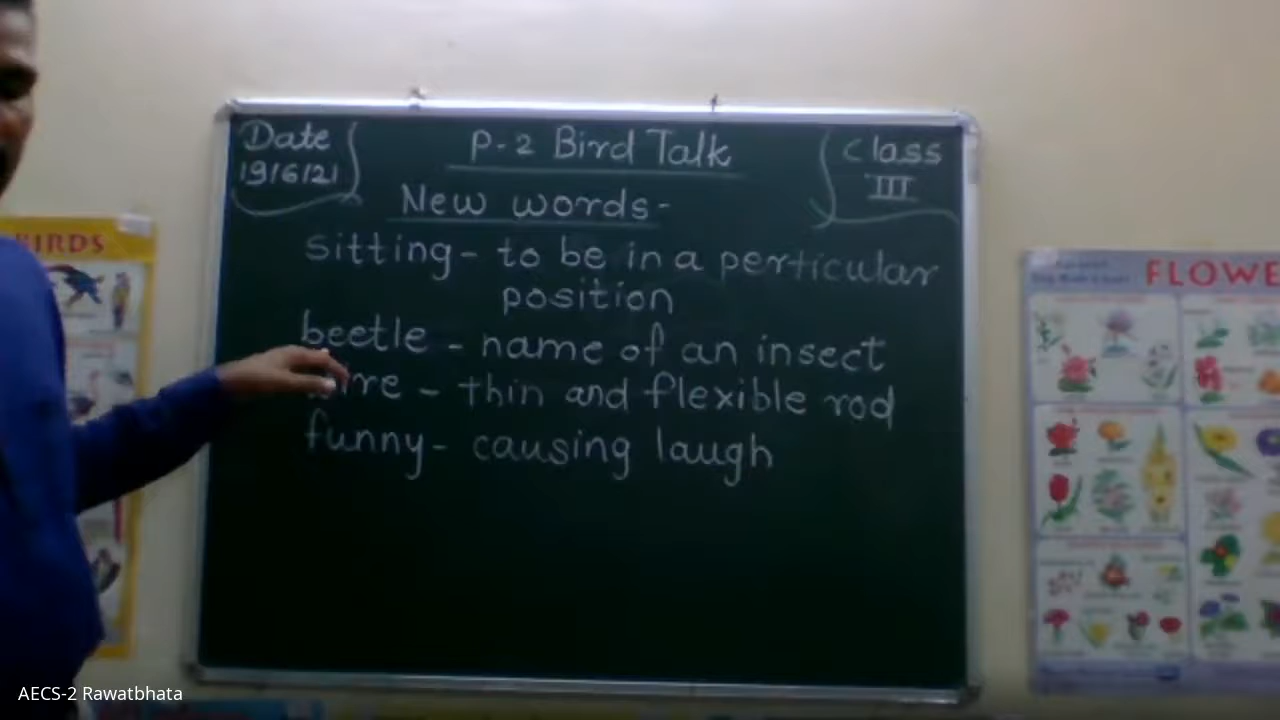 Date
19/6/21
P-2 Bird Talk
Class
III
New words-
sitting- to be in a perticular
position
beetle - name of an insect
wire - thin and flexible rod
funny- causing laugh
BIRDS
FLOWE
AECS-2 Rawatbhata